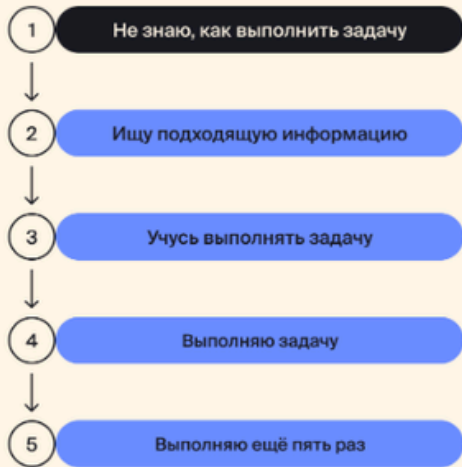 1 Не знаю, как выполнить задачу
2 Ищу подходящую информацию
3 Учусь выполнять задачу
4 Выполняю задачу
5 Выполняю ещё пять раз